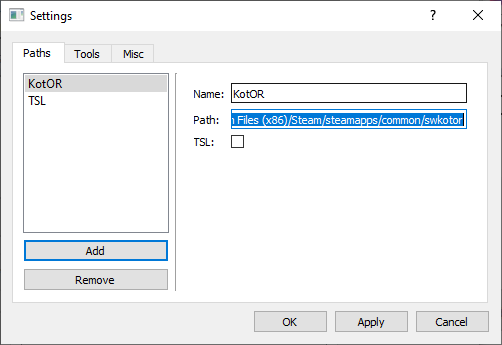 Settings
?
Paths Tools Misc
KotOR
TSL
Name: KotOR
Path: Files (x86)/Steam/steamapps/common/swkotor
TSL:
Add
Remove
OK Apply Cancel